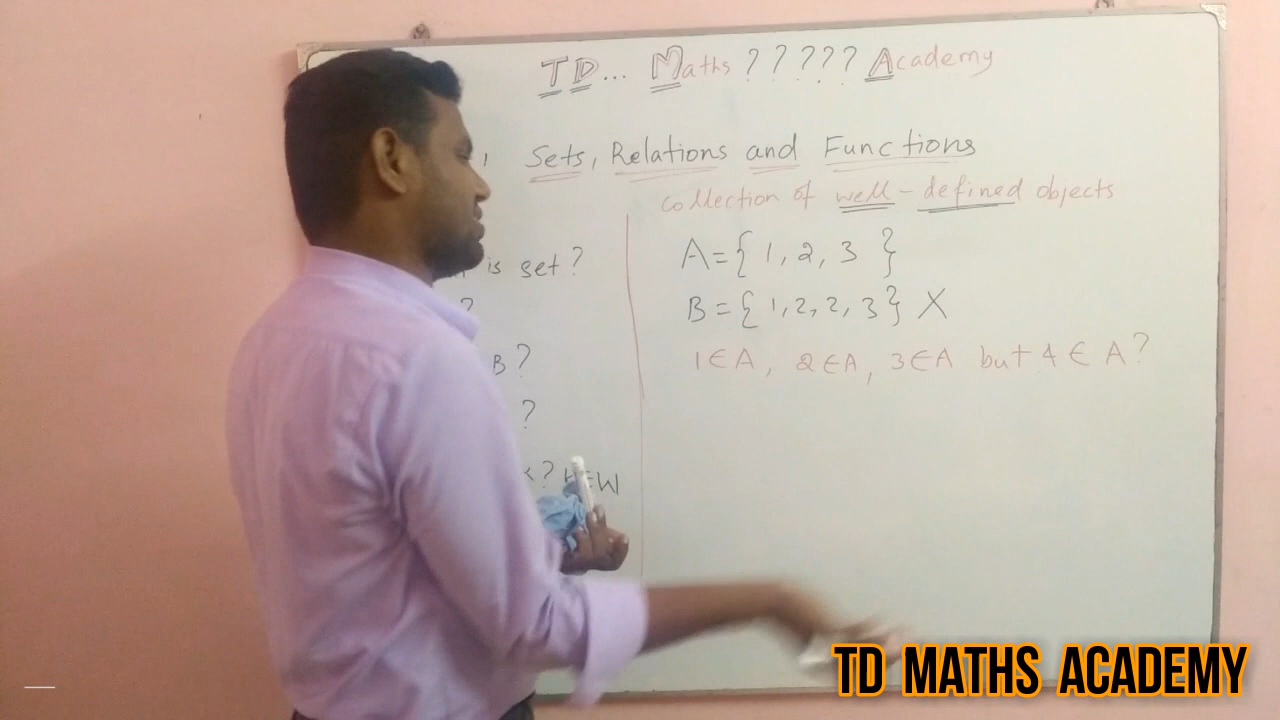 TD... Maths ????? Academy
Sets, Relations and Functions
collection of well-defined objects
is set?
?
B?
?
? HEW
A={ 1, 2, 3 }
B={ 1, 2, 2, 3} X
1∈A, 2∈A, 3∈A but 4 ∈ A?
TD MATHS ACADEMY